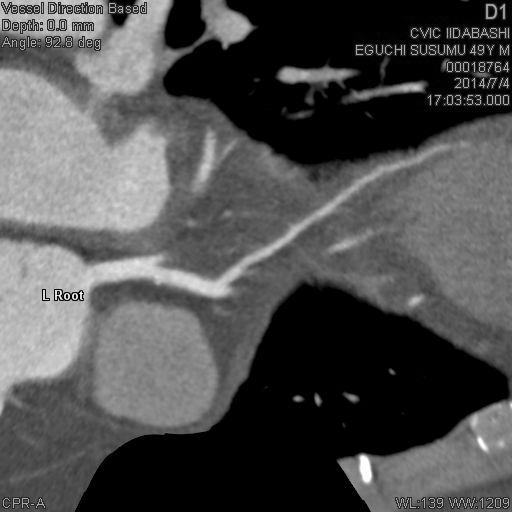 Vessel Direction Based
Depth: 0.0 mm
Angle: 92.8 deg
D1
CVIC IIDABASHI
EGUCHI SUSUMU 49Y M
00018764
2014/7/4
17:03:53.000
L Root
CPR-A
WL:139 WW:1209